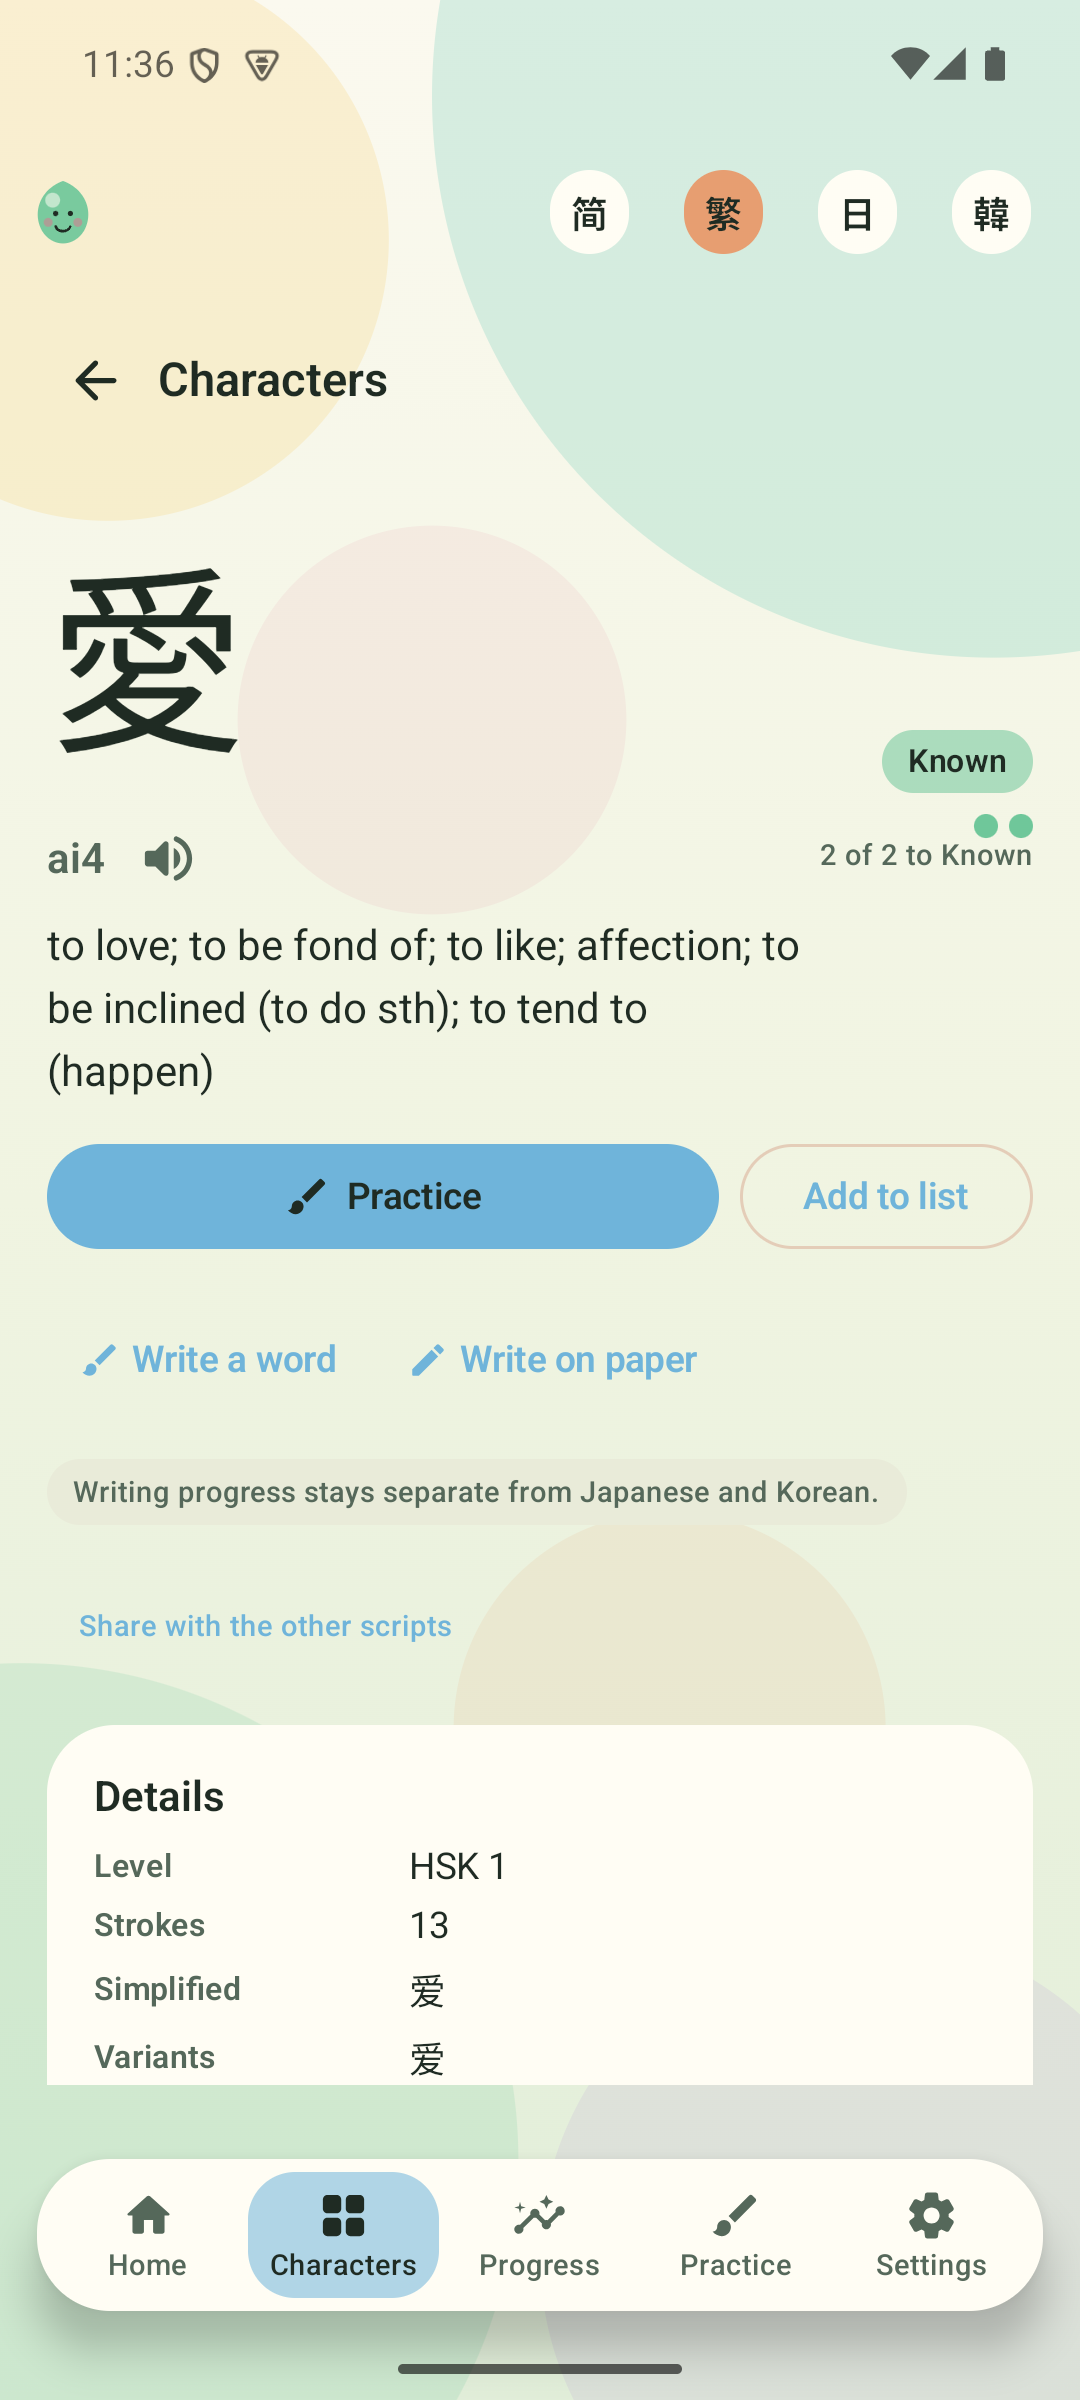 11:36
简 繁 日 韓
Characters
愛
Known
ai4
2 of 2 to Known
to love; to be fond of; to like; affection; to
be inclined (to do sth); to tend to
(happen)
Practice
Add to list
Write a word
Write on paper
Writing progress stays separate from Japanese and Korean.
Share with the other scripts
Details
Level HSK 1
Strokes 13
Simplified 爱
Variants 爱
Home Characters Progress Practice Settings